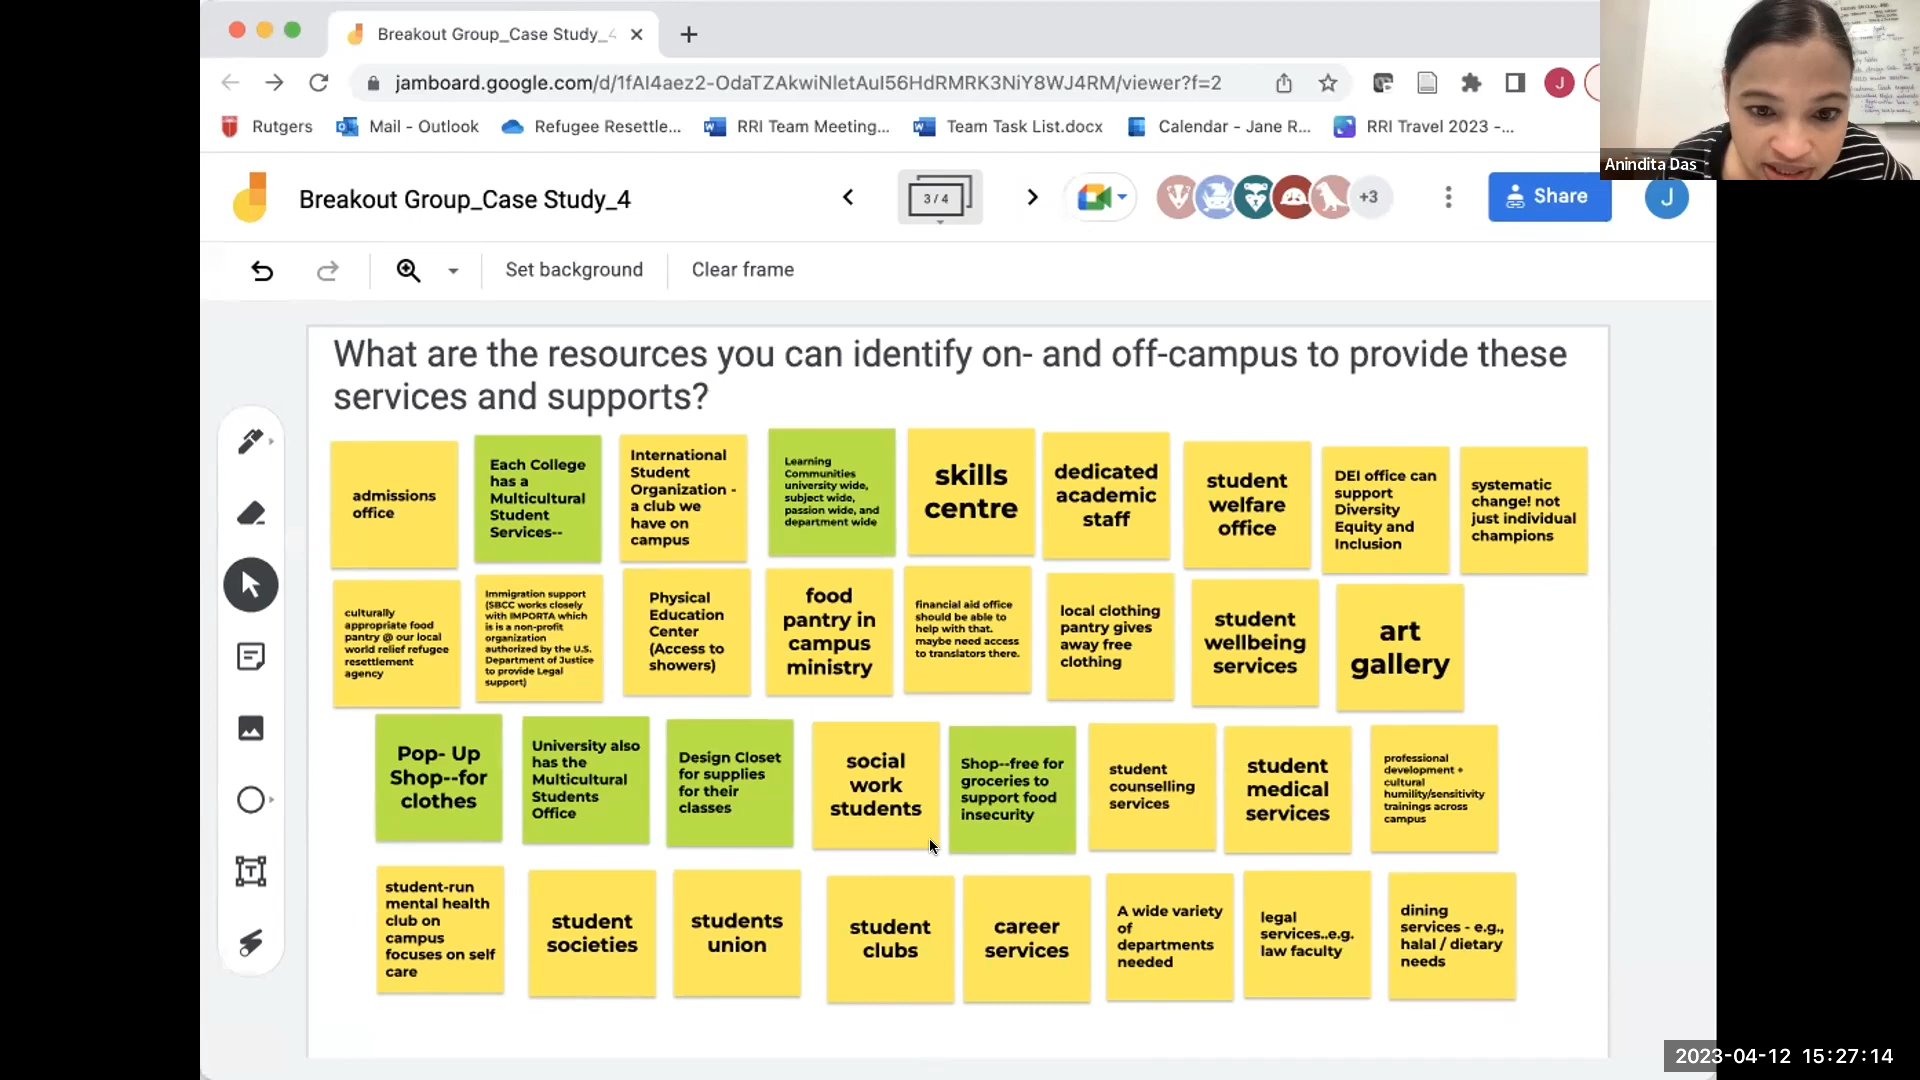 Breakout Group_Case Study_4
jamboard.google.com/d/1fAI4aez2-OdaTZAkwiNletAuI56HdRMRK3NiY8WJ4RM/viewer?f=2
J
Rutgers
Mail - Outlook
Refugee Resettle...
RRI Team Meeting...
Team Task List.docx
Calendar - Jane R...
RRI Travel 2023 -...
Anindita Das
Breakout Group_Case Study_4
3 / 4
+3
Share
J
Set background
Clear frame
What are the resources you can identify on- and off-campus to provide these
services and supports?
admissions
office
Each College
has a
Multicultural
Student
Services--
International
Student
Organization -
a club we
have on
campus
Learning
Communities
university wide,
subject wide,
passion wide, and
department wide
skills
centre
dedicated
academic
staff
student
welfare
office
DEI office can
support
Diversity
Equity and
Inclusion
systematic
change! not
just individual
champions
culturally
appropriate food
pantry @ our local
world relief refugee
resettlement
agency
Immigration support
(SBCC works closely
with IMPORTA which
is is a non-profit
organization
authorized by the U.S.
Department of Justice
to provide Legal
support)
Physical
Education
Center
(Access to
showers)
food
pantry in
campus
ministry
financial aid office
should be able to
help with that.
maybe need access
to translators there.
local clothing
pantry gives
away free
clothing
student
wellbeing
services
art
gallery
Pop- Up
Shop--for
clothes
University also
has the
Multicultural
Students
Office
Design Closet
for supplies
for their
classes
social
work
students
Shop--free for
groceries to
support food
insecurity
student
counselling
services
student
medical
services
professional
development +
cultural
humility/sensitivity
trainings across
campus
student-run
mental health
club on
campus
focuses on self
care
student
societies
students
union
student
clubs
career
services
A wide variety
of
departments
needed
legal
services..e.g.
law faculty
dining
services - e.g.,
halal / dietary
needs
2023-04-12 15:27:14